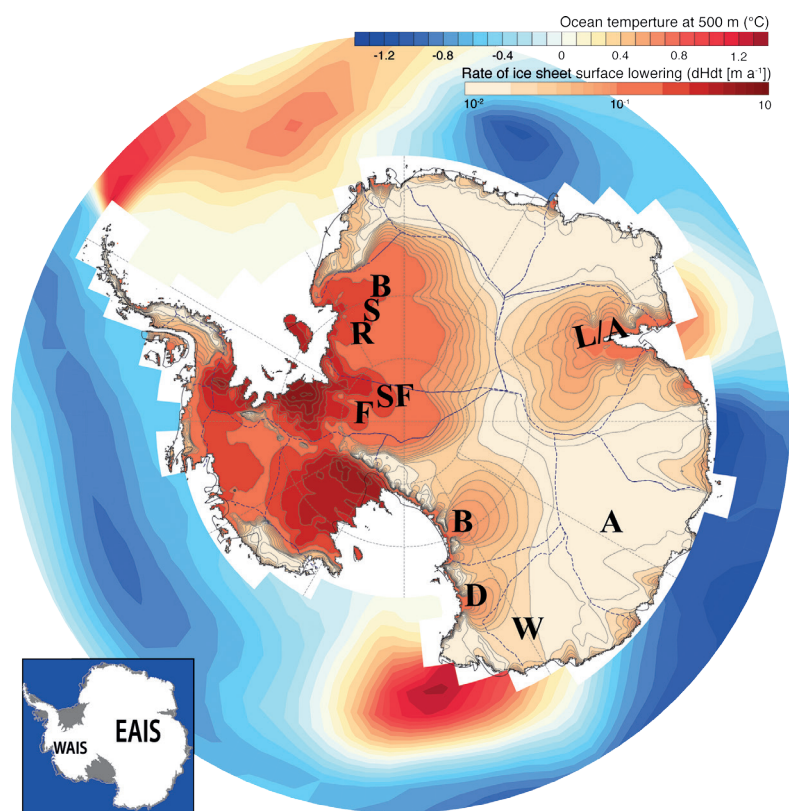 Ocean temperture at 500 m (°C)
-1.2 -0.8 -0.4 0 0.4 0.8 1.2
Rate of ice sheet surface lowering (dHdt [m a⁻¹])
10⁻² 10⁻¹ 10
B
S
R
L/A
SF
F
B
A
D
W
EAIS
WAIS